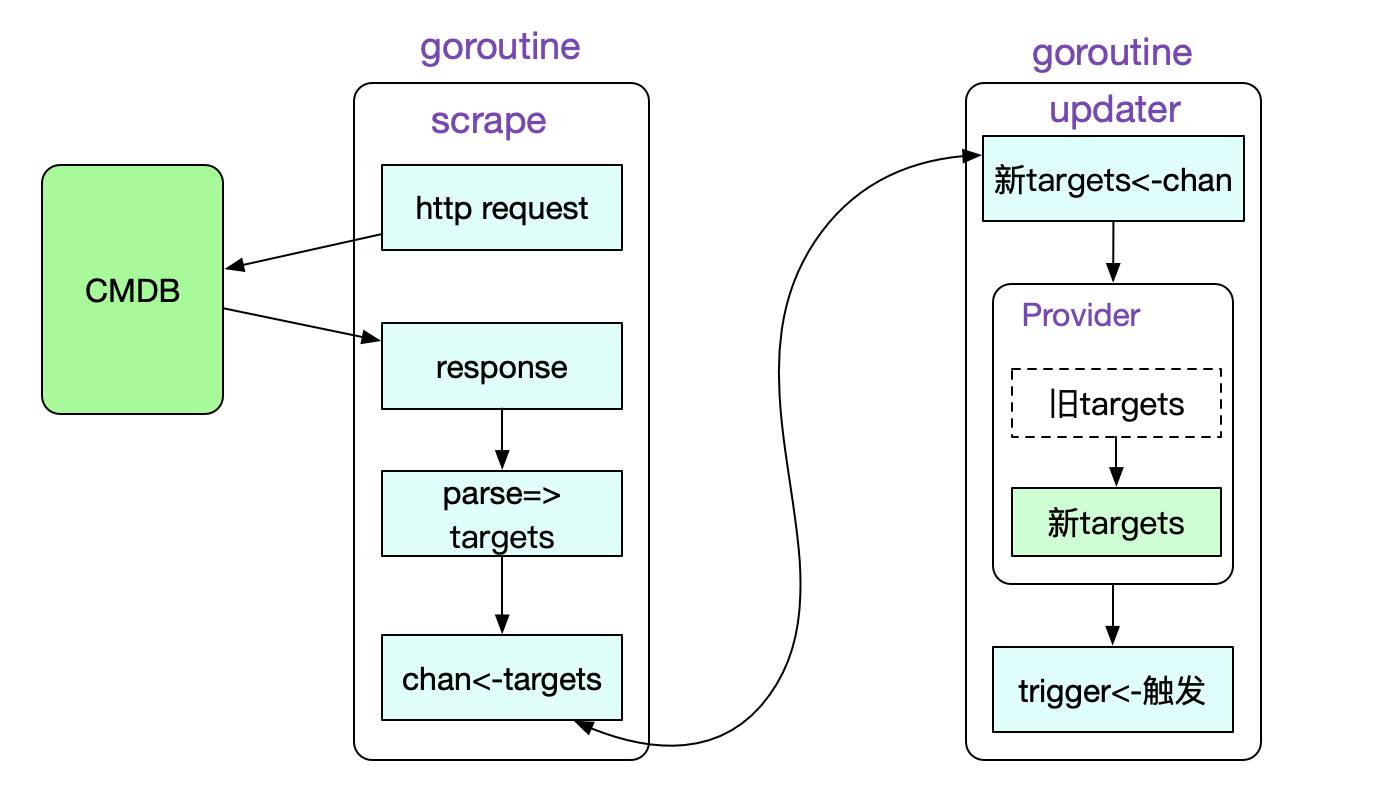 goroutine
scrape
CMDB
http request
response
parse=>
targets
chan<-targets
goroutine
updater
新targets<-chan
Provider
旧targets
新targets
trigger<-触发